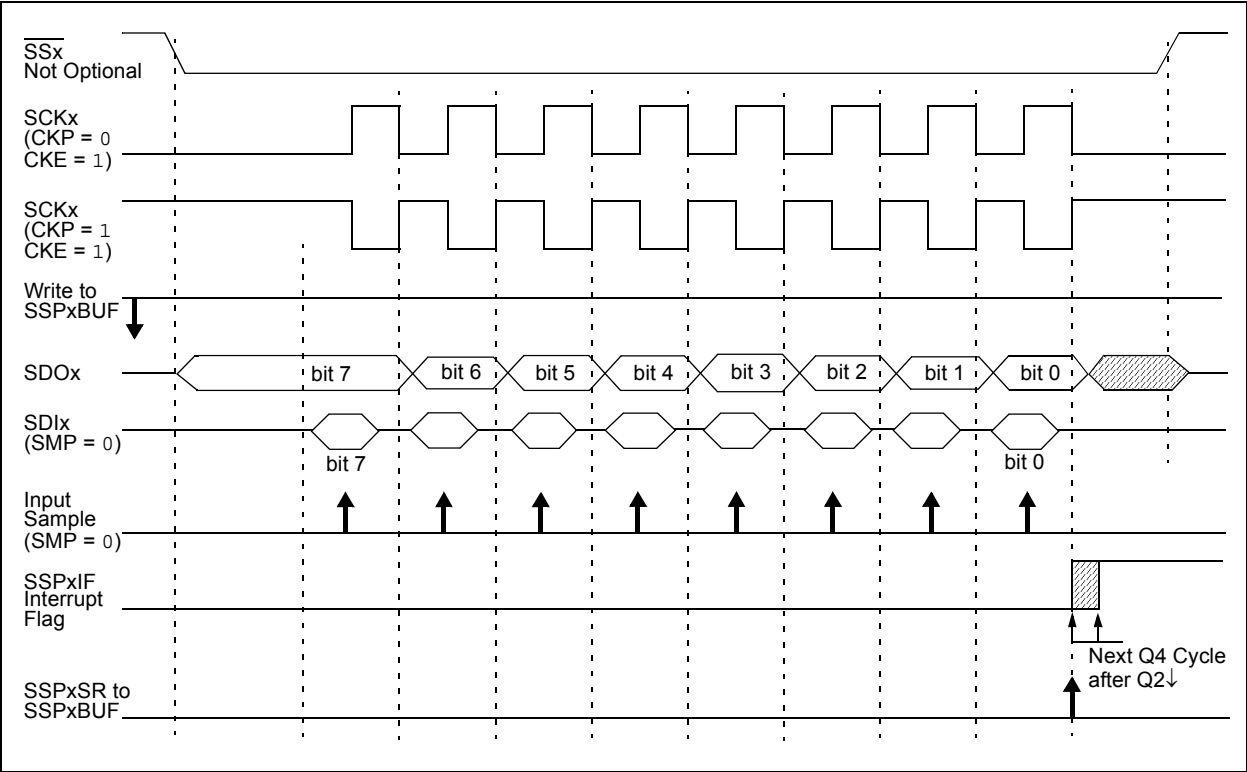 SSx
Not Optional
SCKx
(CKP = 0
CKE = 1)
SCKx
(CKP = 1
CKE = 1)
Write to
SSPxBUF
SDOx
bit 7
bit 6
bit 5
bit 4
bit 3
bit 2
bit 1
bit 0
SDIx
(SMP = 0)
bit 7
bit 0
Input
Sample
(SMP = 0)
SSPxIF
Interrupt
Flag
Next Q4 Cycle
after Q2↓
SSPxSR to
SSPxBUF